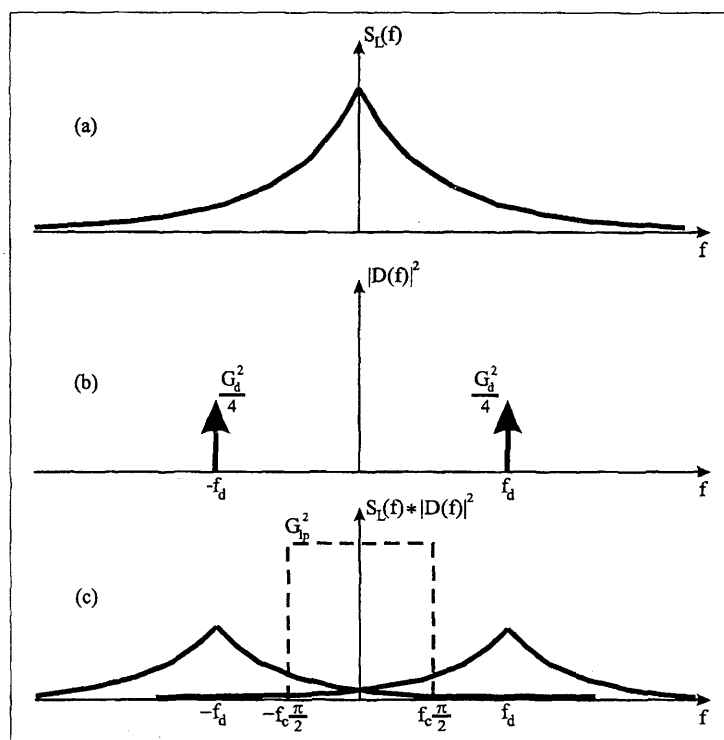 S_L(f)
(a)
f
|D(f)|²
(b)
G_d²/4
G_d²/4
-f_d
f_d
f
S_L(f)*|D(f)|²
G_lp²
(c)
-f_d
-f_c π/2
f_c π/2
f_d
f